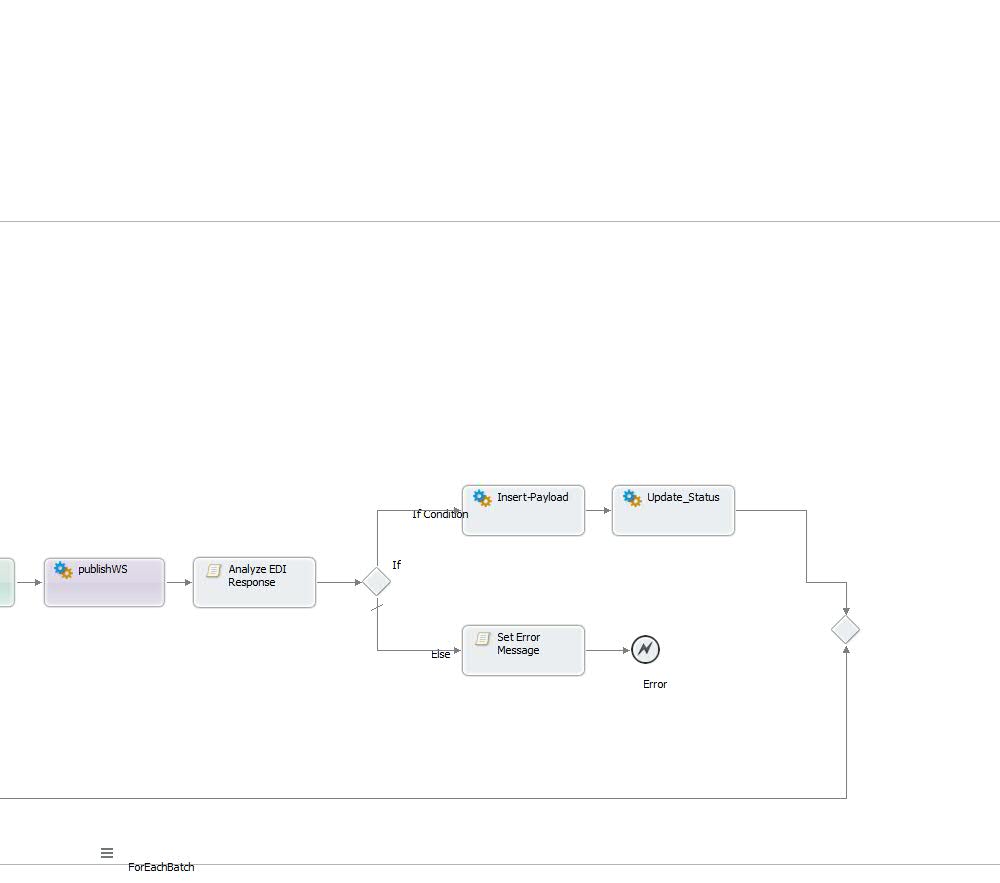 Insert-Payload
Update_Status
If Condition
If
publishWS
Analyze EDI
Response
Set Error
Message
Else
Error
ForEachBatch